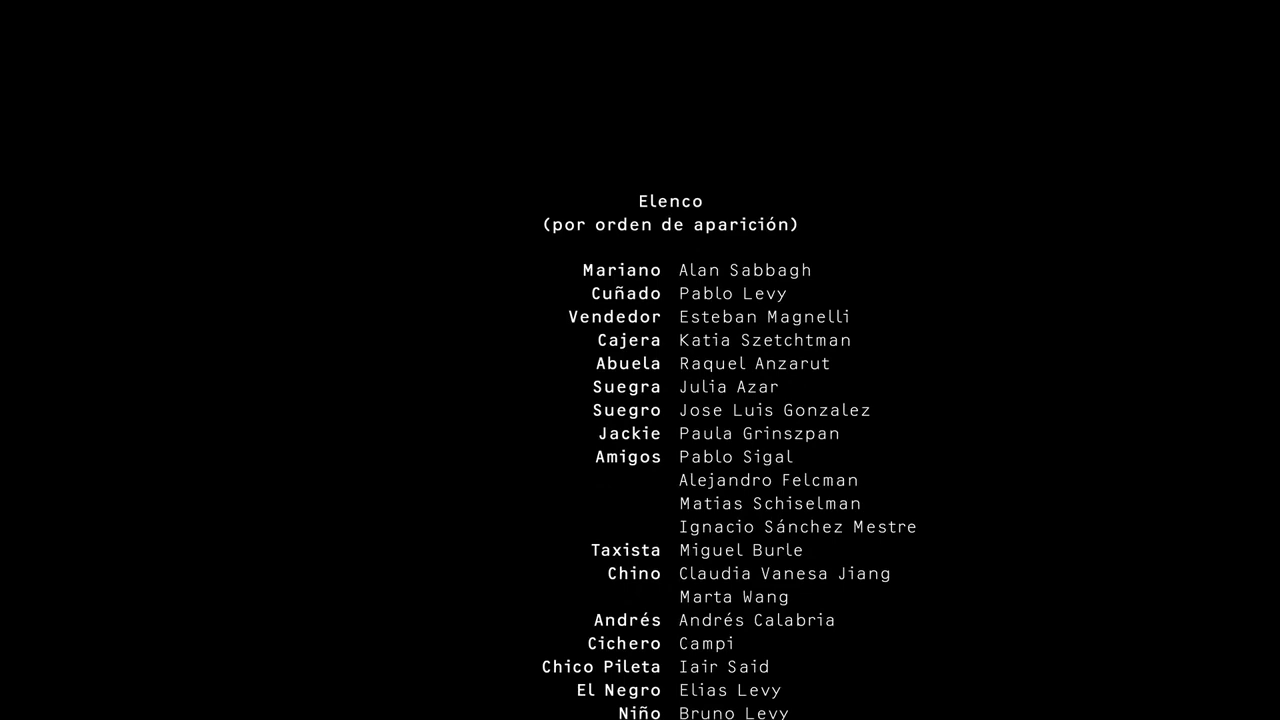 Elenco
(por orden de aparición)
Mariano Alan Sabbagh
Cuñado Pablo Levy
Vendedor Esteban Magnelli
Cajera Katia Szetchtman
Abuela Raquel Anzarut
Suegra Julia Azar
Suegro Jose Luis Gonzalez
Jackie Paula Grinszpan
Amigos Pablo Sigal
Alejandro Felcman
Matias Schiselman
Ignacio Sánchez Mestre
Taxista Miguel Burle
Chino Claudia Vanesa Jiang
Marta Wang
Andrés Andrés Calabria
Cichero Campi
Chico Pileta Iair Said
El Negro Elias Levy
Niño Bruno Levy